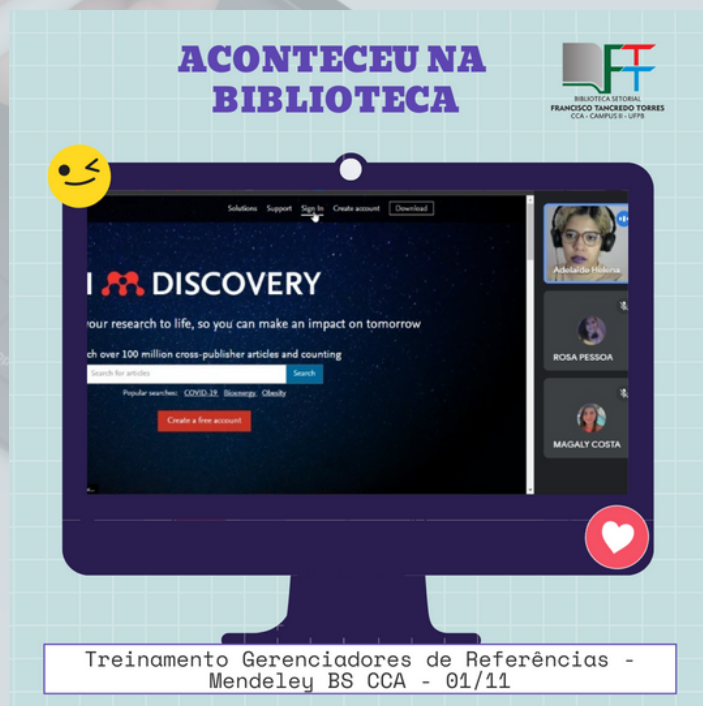 ACONTECEU NA
BIBLIOTECA
BIBLIOTECA SETORIAL
FRANCISCO TANCREDO TORRES
CCA - CAMPUS II - UFPB
Solutions Support Sign In Create account Download
I DISCOVERY
your research to life, so you can make an impact on tomorrow
ch over 100 million cross-publisher articles and counting
Search for articles Search
Popular searches: COVID-19 Bioenergy Obesity
Create a free account
Adelaide Helena
ROSA PESSOA
MAGALY COSTA
Treinamento Gerenciadores de Referências -
Mendeley BS CCA - 01/11